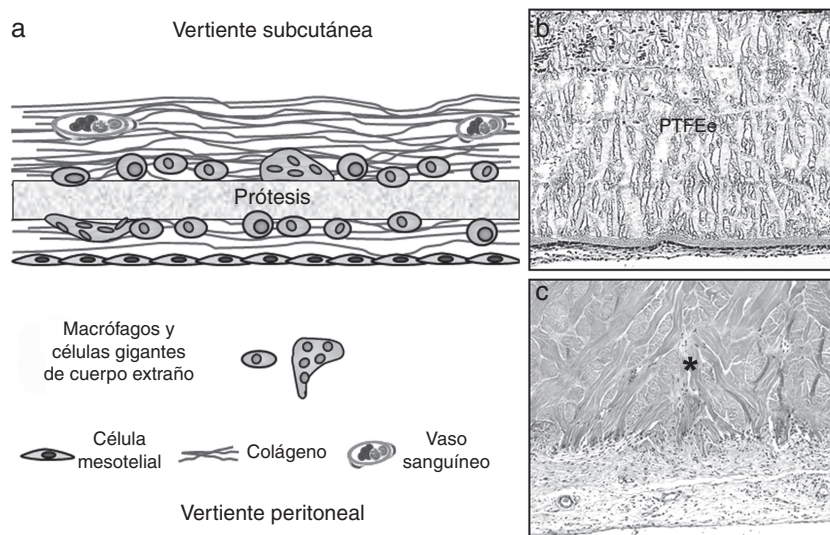 a
Vertiente subcutánea
Prótesis
Macrófagos y
células gigantes
de cuerpo extraño
Célula
mesotelial
Colágeno
Vaso
sanguíneo
Vertiente peritoneal
b
PTFEe
c
*